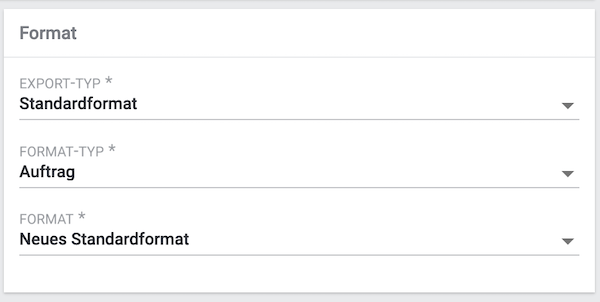 Format
EXPORT-TYP *
Standardformat
FORMAT-TYP *
Auftrag
FORMAT *
Neues Standardformat